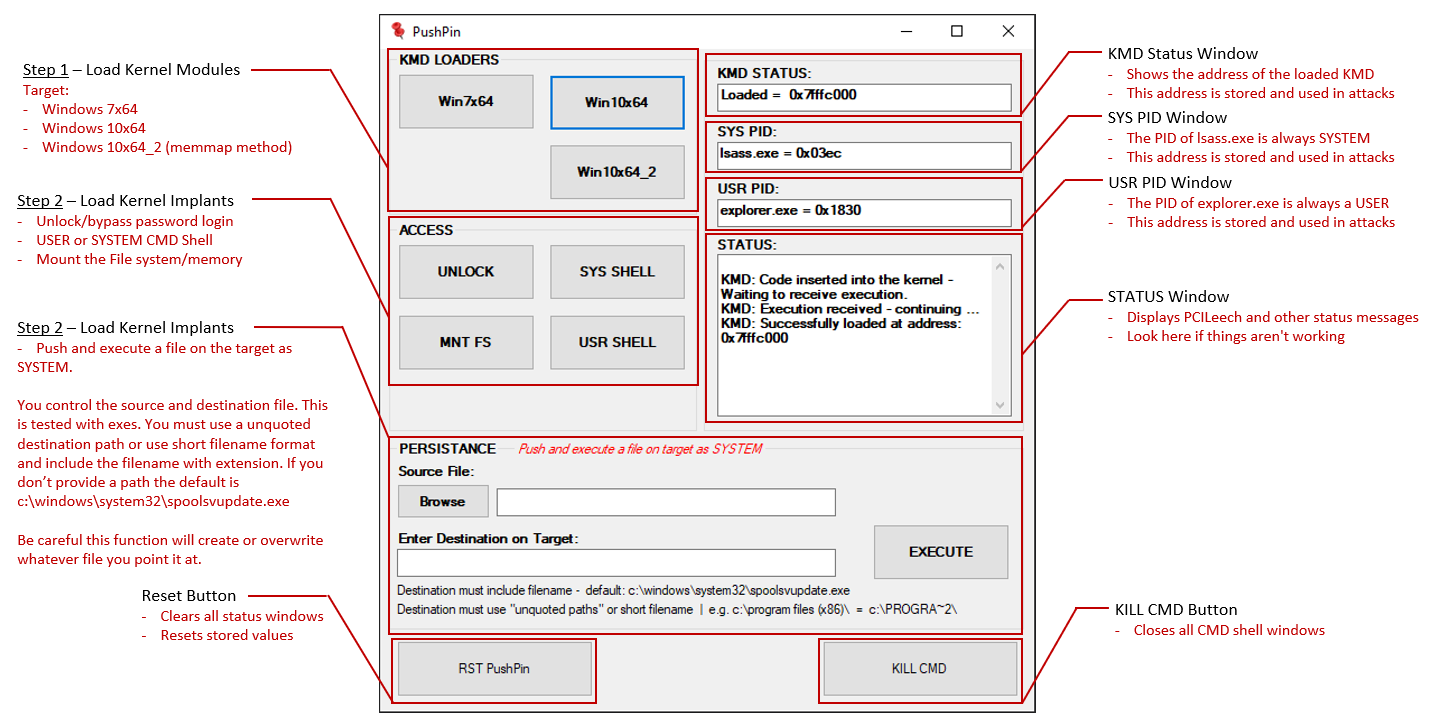 PushPin
Step 1 – Load Kernel Modules
Target:
- Windows 7x64
- Windows 10x64
- Windows 10x64_2 (memmap method)
Step 2 – Load Kernel Implants
- Unlock/bypass password login
- USER or SYSTEM CMD Shell
- Mount the File system/memory
Step 2 – Load Kernel Implants
- Push and execute a file on the target as
SYSTEM.
You control the source and destination file. This
is tested with exes. You must use a unquoted
destination path or use short filename format
and include the filename with extension. If you
don’t provide a path the default is
c:\windows\system32\spoolsvupdate.exe
Be careful this function will create or overwrite
whatever file you point it at.
Reset Button
- Clears all status windows
- Resets stored values
KMD LOADERS
Win7x64
Win10x64
Win10x64_2
ACCESS
UNLOCK
SYS SHELL
MNT FS
USR SHELL
KMD STATUS:
Loaded = 0x7fffc000
SYS PID:
lsass.exe = 0x03ec
USR PID:
explorer.exe = 0x1830
STATUS:
KMD: Code inserted into the kernel -
Waiting to receive execution.
KMD: Execution received - continuing ...
KMD: Successfully loaded at address:
0x7fffc000
PERSISTANCE
Push and execute a file on target as SYSTEM
Source File:
Browse
Enter Destination on Target:
EXECUTE
Destination must include filename - default: c:\windows\system32\spoolsvupdate.exe
Destination must use "unquoted paths" or short filename | e.g. c:\program files (x86)\ = c:\PROGRA~2\
RST PushPin
KILL CMD
KMD Status Window
- Shows the address of the loaded KMD
- This address is stored and used in attacks
SYS PID Window
- The PID of lsass.exe is always SYSTEM
- This address is stored and used in attacks
USR PID Window
- The PID of explorer.exe is always a USER
- This address is stored and used in attacks
STATUS Window
- Displays PCILeech and other status messages
- Look here if things aren't working
KILL CMD Button
- Closes all CMD shell windows